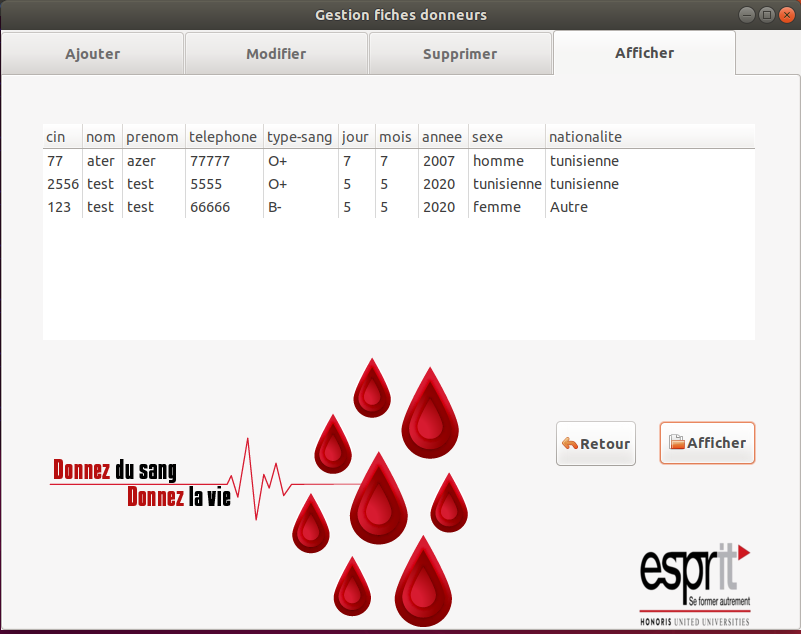 Gestion fiches donneurs
Ajouter Modifier Supprimer Afficher
cin nom prenom telephone type-sang jour mois annee sexe nationalite
77 ater azer 77777 O+ 7 7 2007 homme tunisienne
2556 test test 5555 O+ 5 5 2020 tunisienne tunisienne
123 test test 66666 B- 5 5 2020 femme Autre
Retour Afficher
Donnez du sang
Donnez la vie
esprit
Se former autrement
HONORIS UNITED UNIVERSITIES